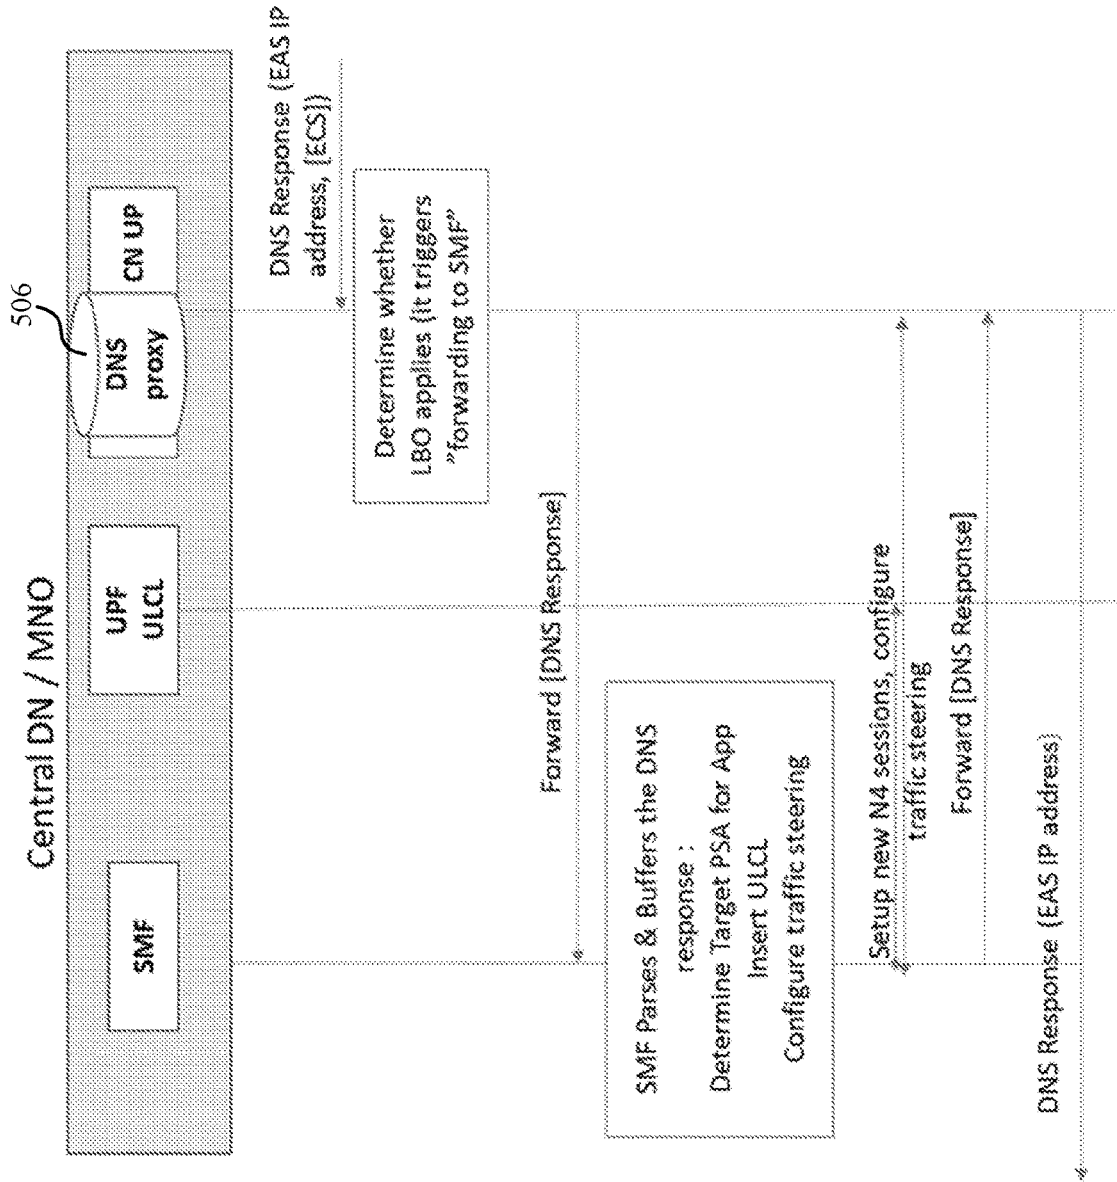 Central DN / MNO
SMF
UPF
ULCL
DNS
proxy
CN UP
506
DNS Response (EAS IP
address, [ECS])
Determine whether
LBO applies (it triggers
"forwarding to SMF"
Forward [DNS Response]
SMF Parses & Buffers the DNS
response :
Determine Target PSA for App
Insert ULCL
Configure traffic steering
Setup new N4 sessions, configure
traffic steering
Forward [DNS Response]
DNS Response (EAS IP address)